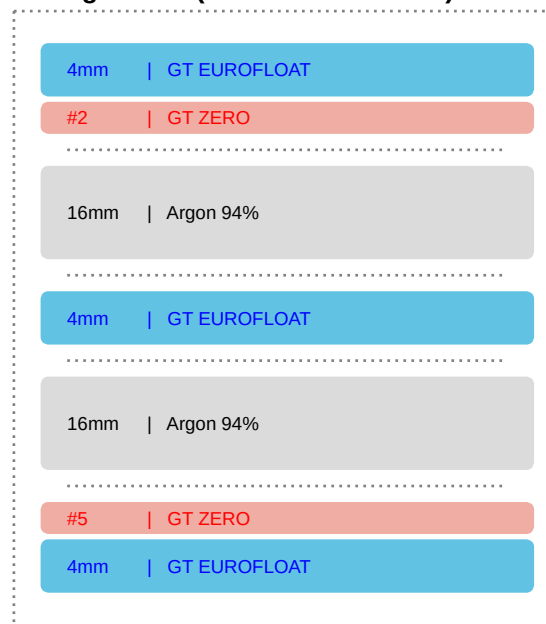 4mm | GT EUROFLOAT
#2 | GT ZERO
16mm | Argon 94%
4mm | GT EUROFLOAT
16mm | Argon 94%
#5 | GT ZERO
4mm | GT EUROFLOAT